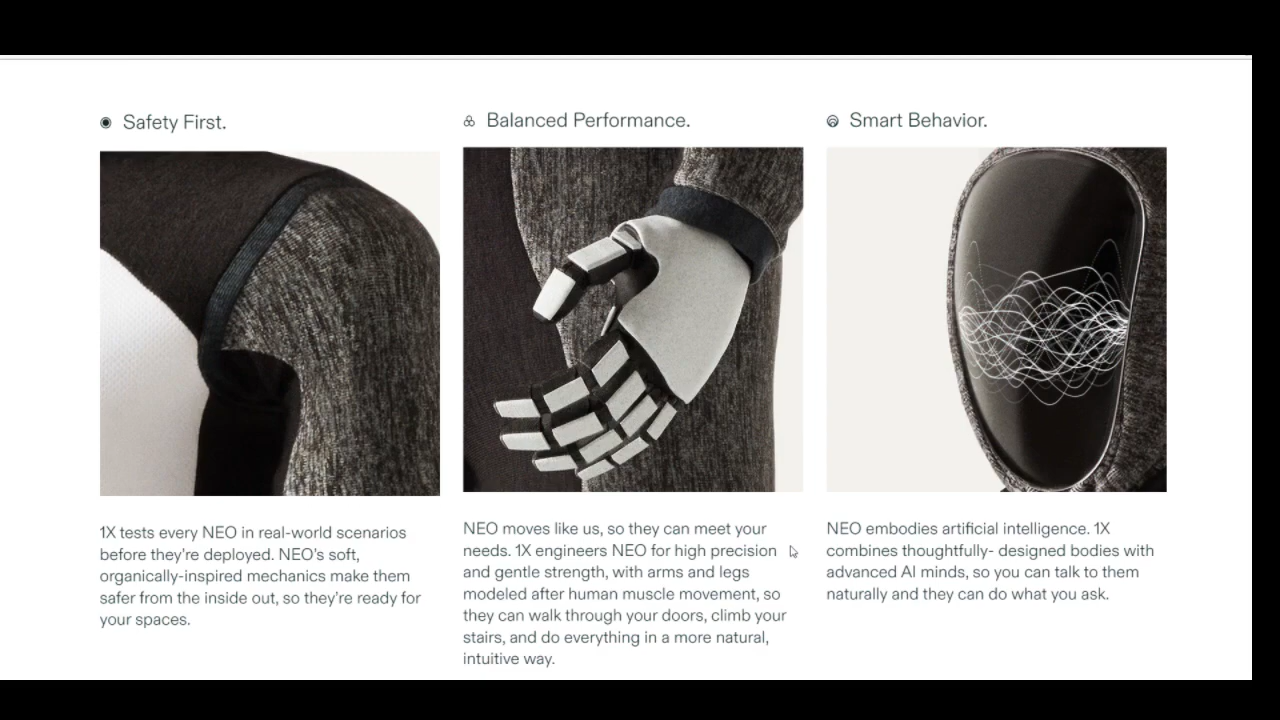 Safety First.
1X tests every NEO in real-world scenarios
before they're deployed. NEO's soft,
organically-inspired mechanics make them
safer from the inside out, so they're ready for
your spaces.
Balanced Performance.
NEO moves like us, so they can meet your
needs. 1X engineers NEO for high precision
and gentle strength, with arms and legs
modeled after human muscle movement, so
they can walk through your doors, climb your
stairs, and do everything in a more natural,
intuitive way.
Smart Behavior.
NEO embodies artificial intelligence. 1X
combines thoughtfully- designed bodies with
advanced AI minds, so you can talk to them
naturally and they can do what you ask.